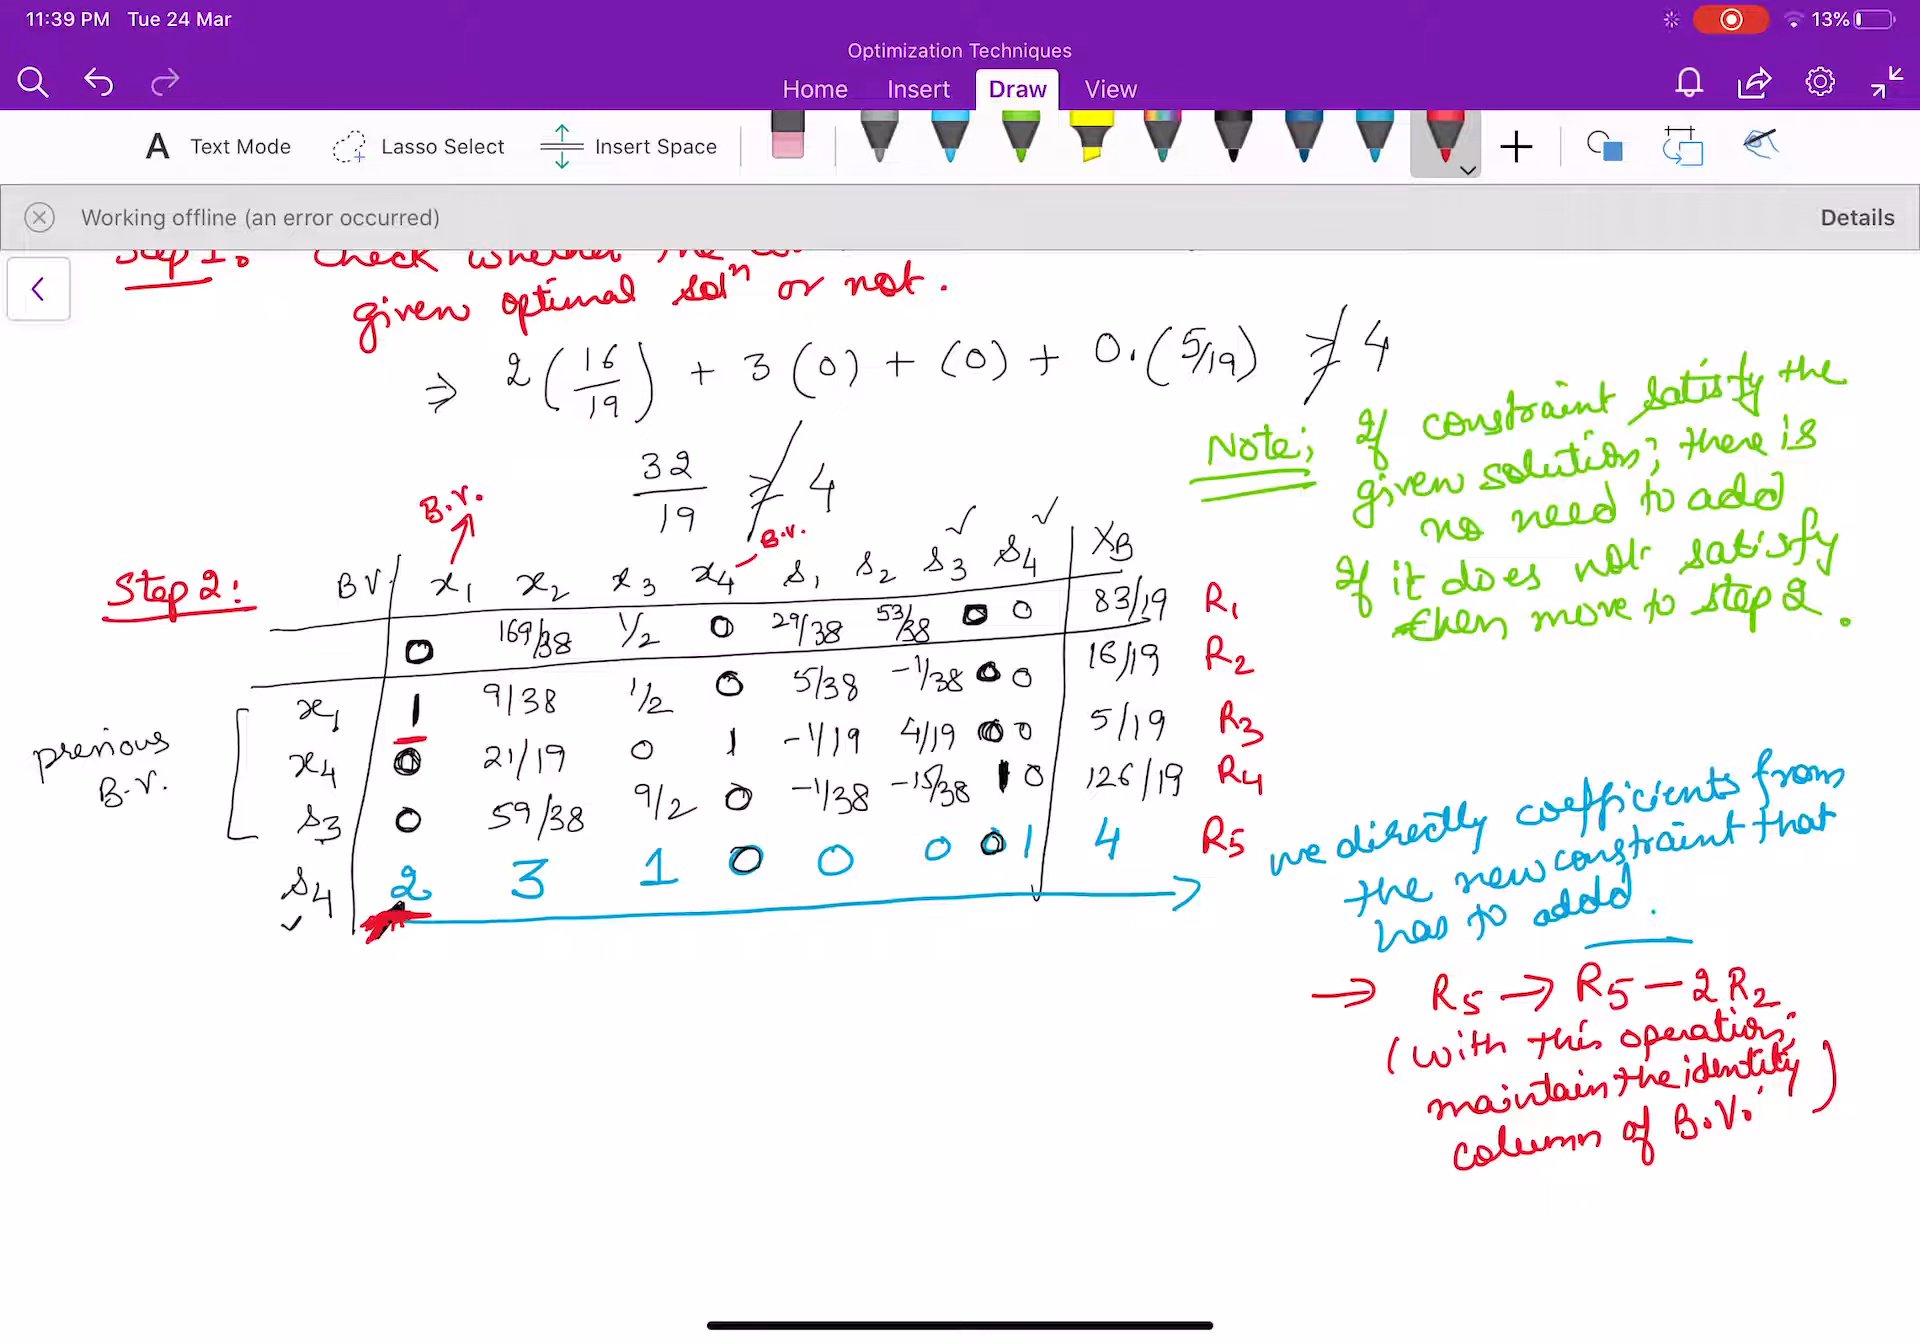 11:39 PM Tue 24 Mar
13%
Optimization Techniques
Home Insert Draw View
A Text Mode Lasso Select Insert Space
Working offline (an error occurred) Details
Step 1: Check whether the
given optimal solⁿ or not.
⇒ 2(16/19) + 3(0) + (0) + 0.(5/19) ≱ 4
32/19 ≱ 4
Note; If constraint satisfy the
given solution; there is
no need to add
If it does not satisfy
then move to step 2.
B.V.
B.V.
Step 2:
BV x₁ x₂ x₃ x₄ s₁ s₂ s₃ s₄ XB
0 169/38 1/2 0 29/38 53/38 0 0 83/19 R₁
x₁ 1 9/38 1/2 0 5/38 -1/38 0 0 16/19 R₂
x₄ 0 21/19 0 1 -1/19 4/19 0 0 5/19 R₃
s₃ 0 59/38 9/2 0 -1/38 -15/38 1 0 126/19 R₄
s₄ 2 3 1 0 0 0 0 1 4 R₅
previous
B.V.
we directly coefficients from
the new constraint that
has to add.
→ R₅ → R₅ - 2R₂
(with this operation;
maintain the identity
column of B.V.)